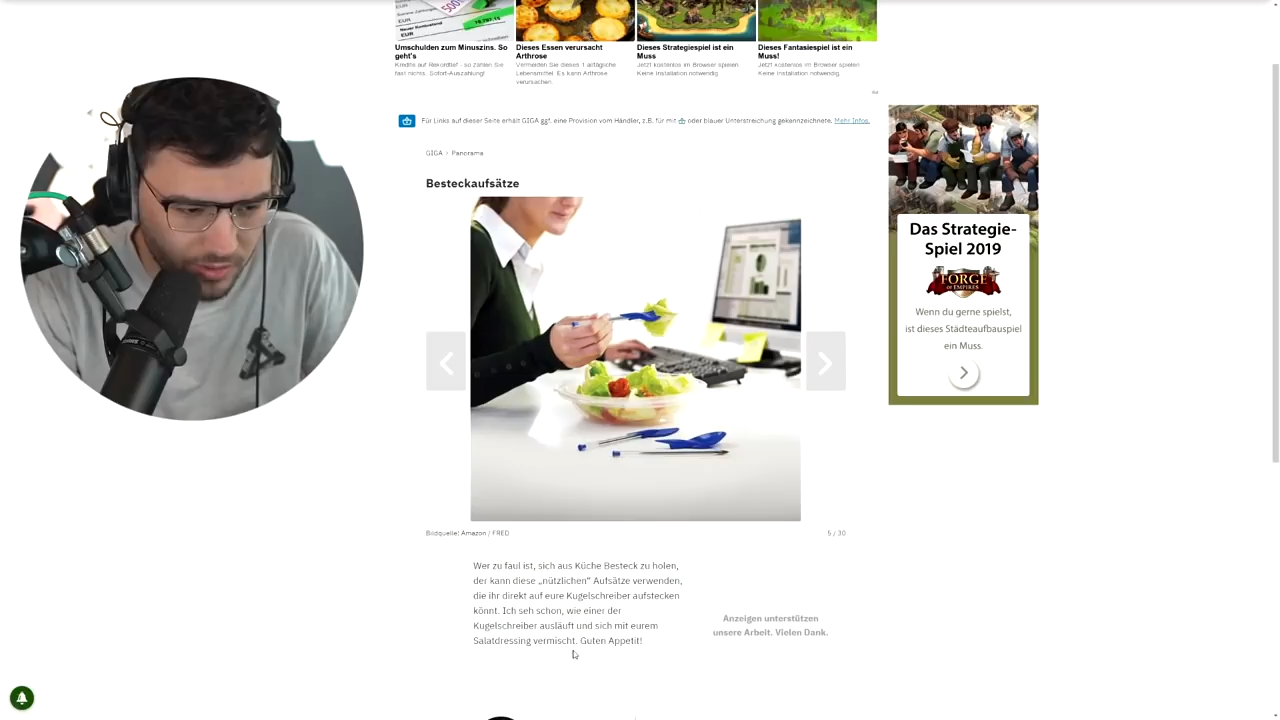 Umschulden zum Minuszins. So
geht's
Kredite auf Rekordtief - so zahlen Sie
fast nichts. Sofort-Auszahlung!
Dieses Essen verursacht
Arthrose
Vermeiden Sie dieses 1 alltägliche
Lebensmittel. Es kann Arthrose
verursachen.
Dieses Strategiespiel ist ein
Muss
Jetzt kostenlos im Browser spielen.
Keine Installation notwendig.
Dieses Fantasiespiel ist ein
Muss!
Jetzt kostenlos im Browser spielen.
Keine Installation notwendig.
Ad
Für Links auf dieser Seite erhält GIGA ggf. eine Provision vom Händler, z.B. für mit oder blauer Unterstreichung gekennzeichnete. Mehr Infos.
GIGA > Panorama
Besteckaufsätze
Das Strategie-
Spiel 2019
FORGE
OF EMPIRES
Wenn du gerne spielst,
ist dieses Städteaufbauspiel
ein Muss.
Bildquelle: Amazon / FRED
5 / 30
Wer zu faul ist, sich aus Küche Besteck zu holen,
der kann diese „nützlichen“ Aufsätze verwenden,
die ihr direkt auf eure Kugelschreiber aufstecken
könnt. Ich seh schon, wie einer der
Kugelschreiber ausläuft und sich mit eurem
Salatdressing vermischt. Guten Appetit!
Anzeigen unterstützen
unsere Arbeit. Vielen Dank.